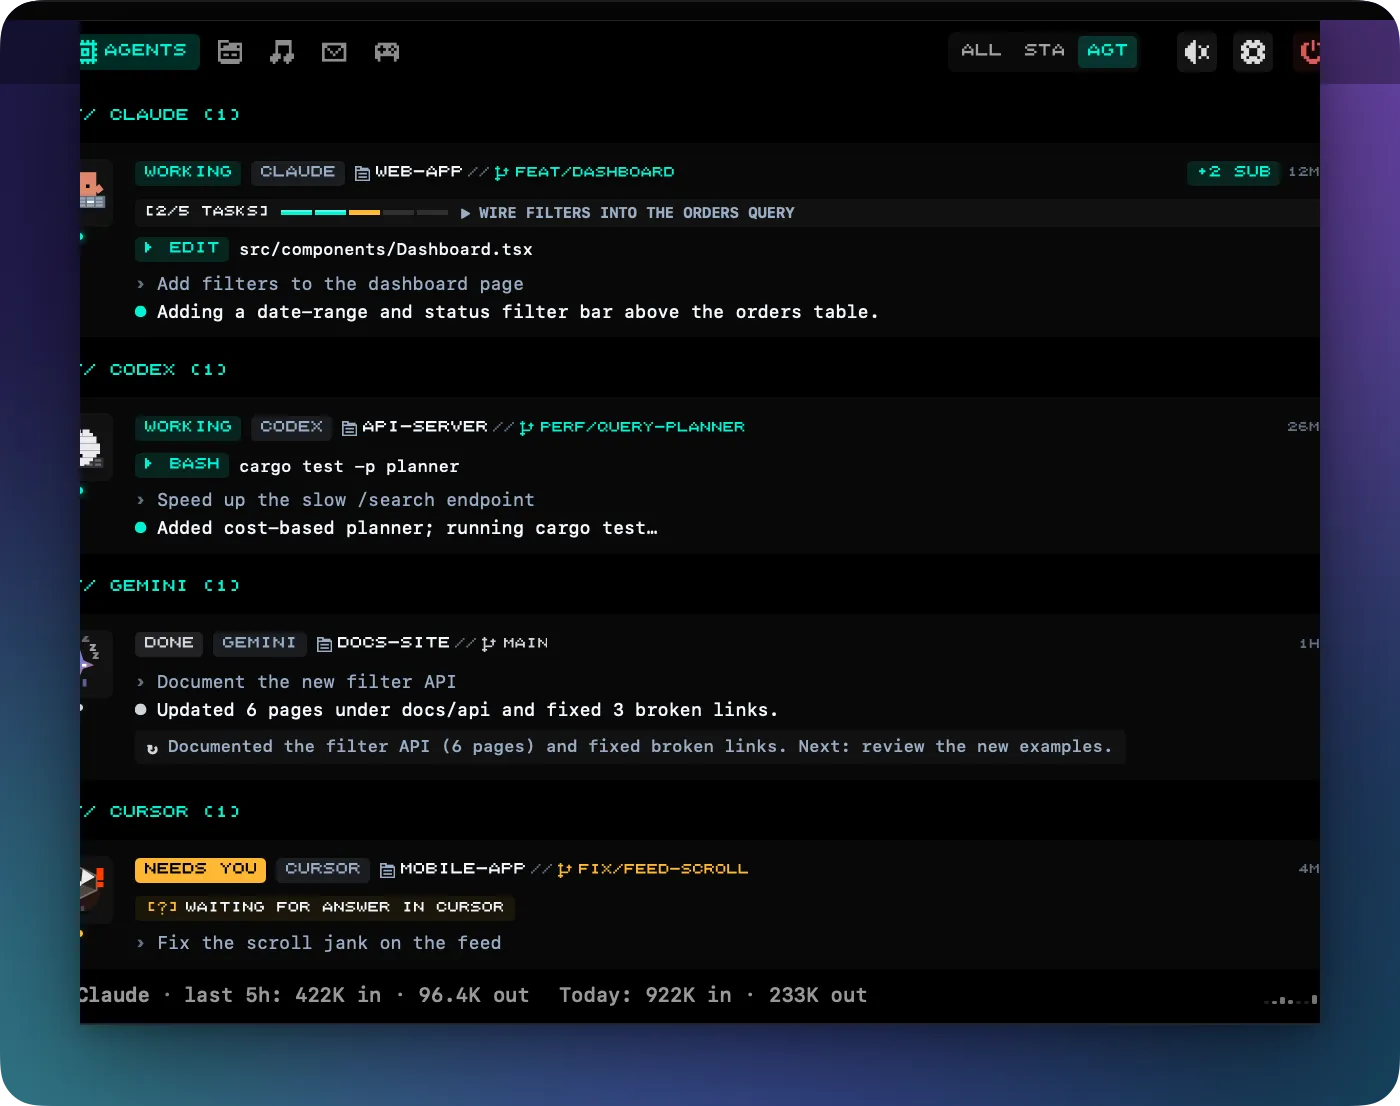 AGENTS ALL STA AGT
// CLAUDE (1)
WORKING CLAUDE WEB-APP // FEAT/DASHBOARD +2 SUB 12M
[2/5 TASKS] ▶ WIRE FILTERS INTO THE ORDERS QUERY
EDIT src/components/Dashboard.tsx
› Add filters to the dashboard page
Adding a date-range and status filter bar above the orders table.
// CODEX (1)
WORKING CODEX API-SERVER // PERF/QUERY-PLANNER 26M
BASH cargo test -p planner
› Speed up the slow /search endpoint
Added cost-based planner; running cargo test…
// GEMINI (1)
DONE GEMINI DOCS-SITE // MAIN 1H
› Document the new filter API
Updated 6 pages under docs/api and fixed 3 broken links.
↻ Documented the filter API (6 pages) and fixed broken links. Next: review the new examples.
// CURSOR (1)
NEEDS YOU CURSOR MOBILE-APP // FIX/FEED-SCROLL 4M
[?] WAITING FOR ANSWER IN CURSOR
› Fix the scroll jank on the feed
Claude · last 5h: 422K in · 96.4K out Today: 922K in · 233K out